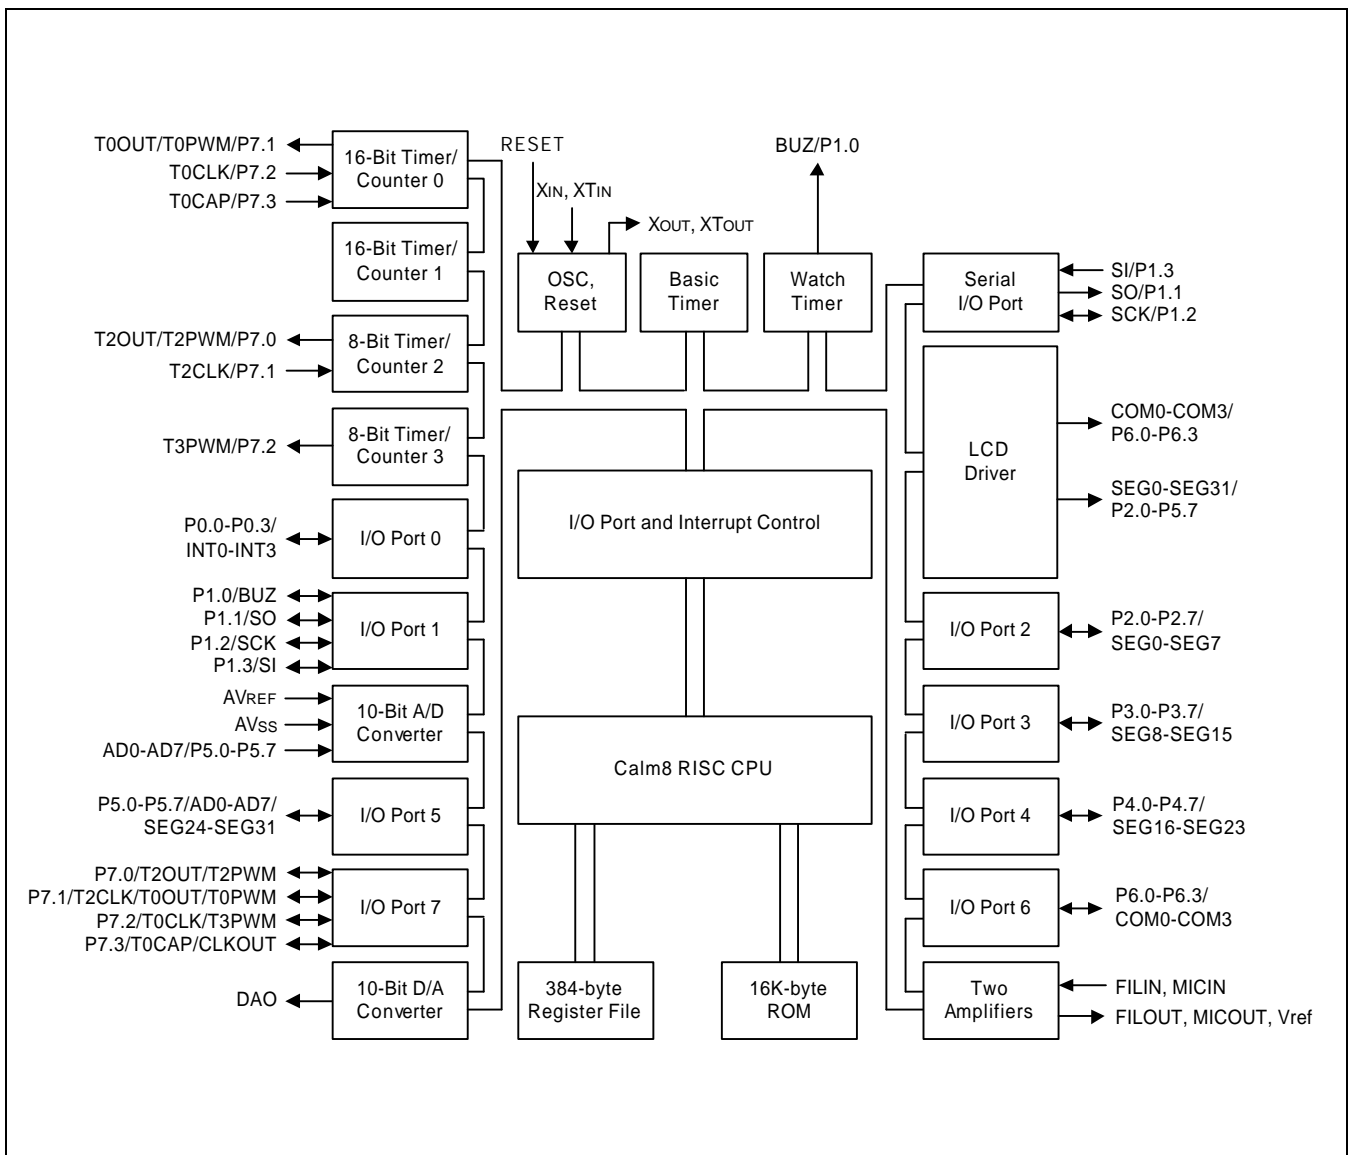 T0OUT/T0PWM/P7.1
T0CLK/P7.2
T0CAP/P7.3
16-Bit Timer/
Counter 0
16-Bit Timer/
Counter 1
T2OUT/T2PWM/P7.0
T2CLK/P7.1
8-Bit Timer/
Counter 2
T3PWM/P7.2
8-Bit Timer/
Counter 3
P0.0-P0.3/
INT0-INT3
I/O Port 0
P1.0/BUZ
P1.1/SO
P1.2/SCK
P1.3/SI
I/O Port 1
AVREF
AVSS
AD0-AD7/P5.0-P5.7
10-Bit A/D
Converter
P5.0-P5.7/AD0-AD7/
SEG24-SEG31
I/O Port 5
P7.0/T2OUT/T2PWM
P7.1/T2CLK/T0OUT/T0PWM
P7.2/T0CLK/T3PWM
P7.3/T0CAP/CLKOUT
I/O Port 7
DAO
10-Bit D/A
Converter
RESET
XIN, XTIN
XOUT, XTOUT
OSC,
Reset
Basic
Timer
BUZ/P1.0
Watch
Timer
I/O Port and Interrupt Control
Calm8 RISC CPU
384-byte
Register File
16K-byte
ROM
Serial
I/O Port
SI/P1.3
SO/P1.1
SCK/P1.2
LCD
Driver
COM0-COM3/
P6.0-P6.3
SEG0-SEG31/
P2.0-P5.7
I/O Port 2
P2.0-P2.7/
SEG0-SEG7
I/O Port 3
P3.0-P3.7/
SEG8-SEG15
I/O Port 4
P4.0-P4.7/
SEG16-SEG23
I/O Port 6
P6.0-P6.3/
COM0-COM3
Two
Amplifiers
FILIN, MICIN
FILOUT, MICOUT, Vref